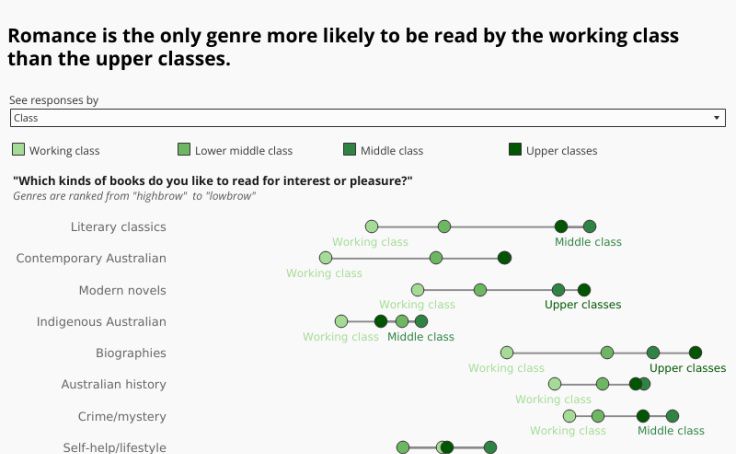 Romance is the only genre more likely to be read by the working class
than the upper classes.
See responses by
Class
Working class
Lower middle class
Middle class
Upper classes
"Which kinds of books do you like to read for interest or pleasure?"
Genres are ranked from "highbrow" to "lowbrow"
Literary classics
Working class
Middle class
Contemporary Australian
Working class
Modern novels
Working class
Upper classes
Indigenous Australian
Working class
Middle class
Biographies
Working class
Upper classes
Australian history
Working class
Crime/mystery
Working class
Middle class
Self-help/lifestyle